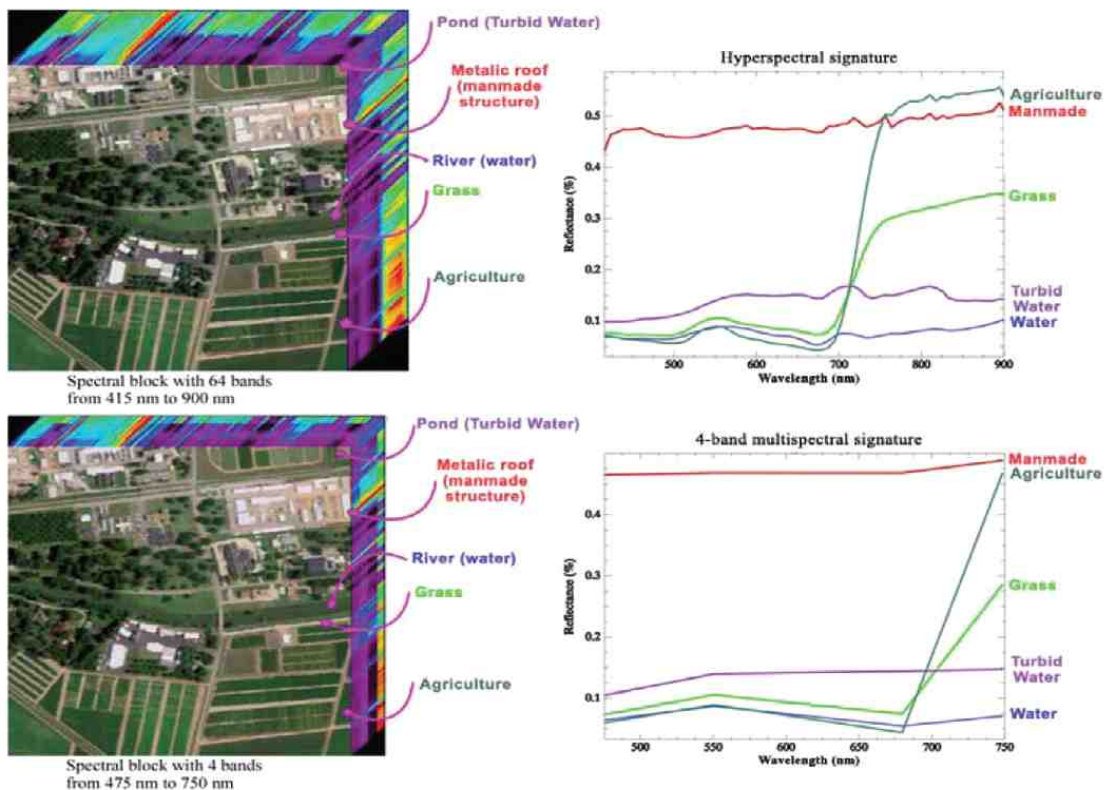 Pond (Turbid Water)
Metalic roof
(manmade
structure)
River (water)
Grass
Agriculture
Spectral block with 64 bands
from 415 nm to 900 nm
Hyperspectral signature
Reflectance (%)
0.5
0.4
0.3
0.2
0.1
500 600 700 800 900
Wavelength (nm)
Agriculture
Manmade
Grass
Turbid
Water
Water
Pond (Turbid Water)
Metalic roof
(manmade
structure)
River (water)
Grass
Agriculture
Spectral block with 4 bands
from 475 nm to 750 nm
4-band multispectral signature
Reflectance (%)
0.4
0.3
0.2
0.1
500 550 600 650 700 750
Wavelength (nm)
Manmade
Agriculture
Grass
Turbid
Water
Water